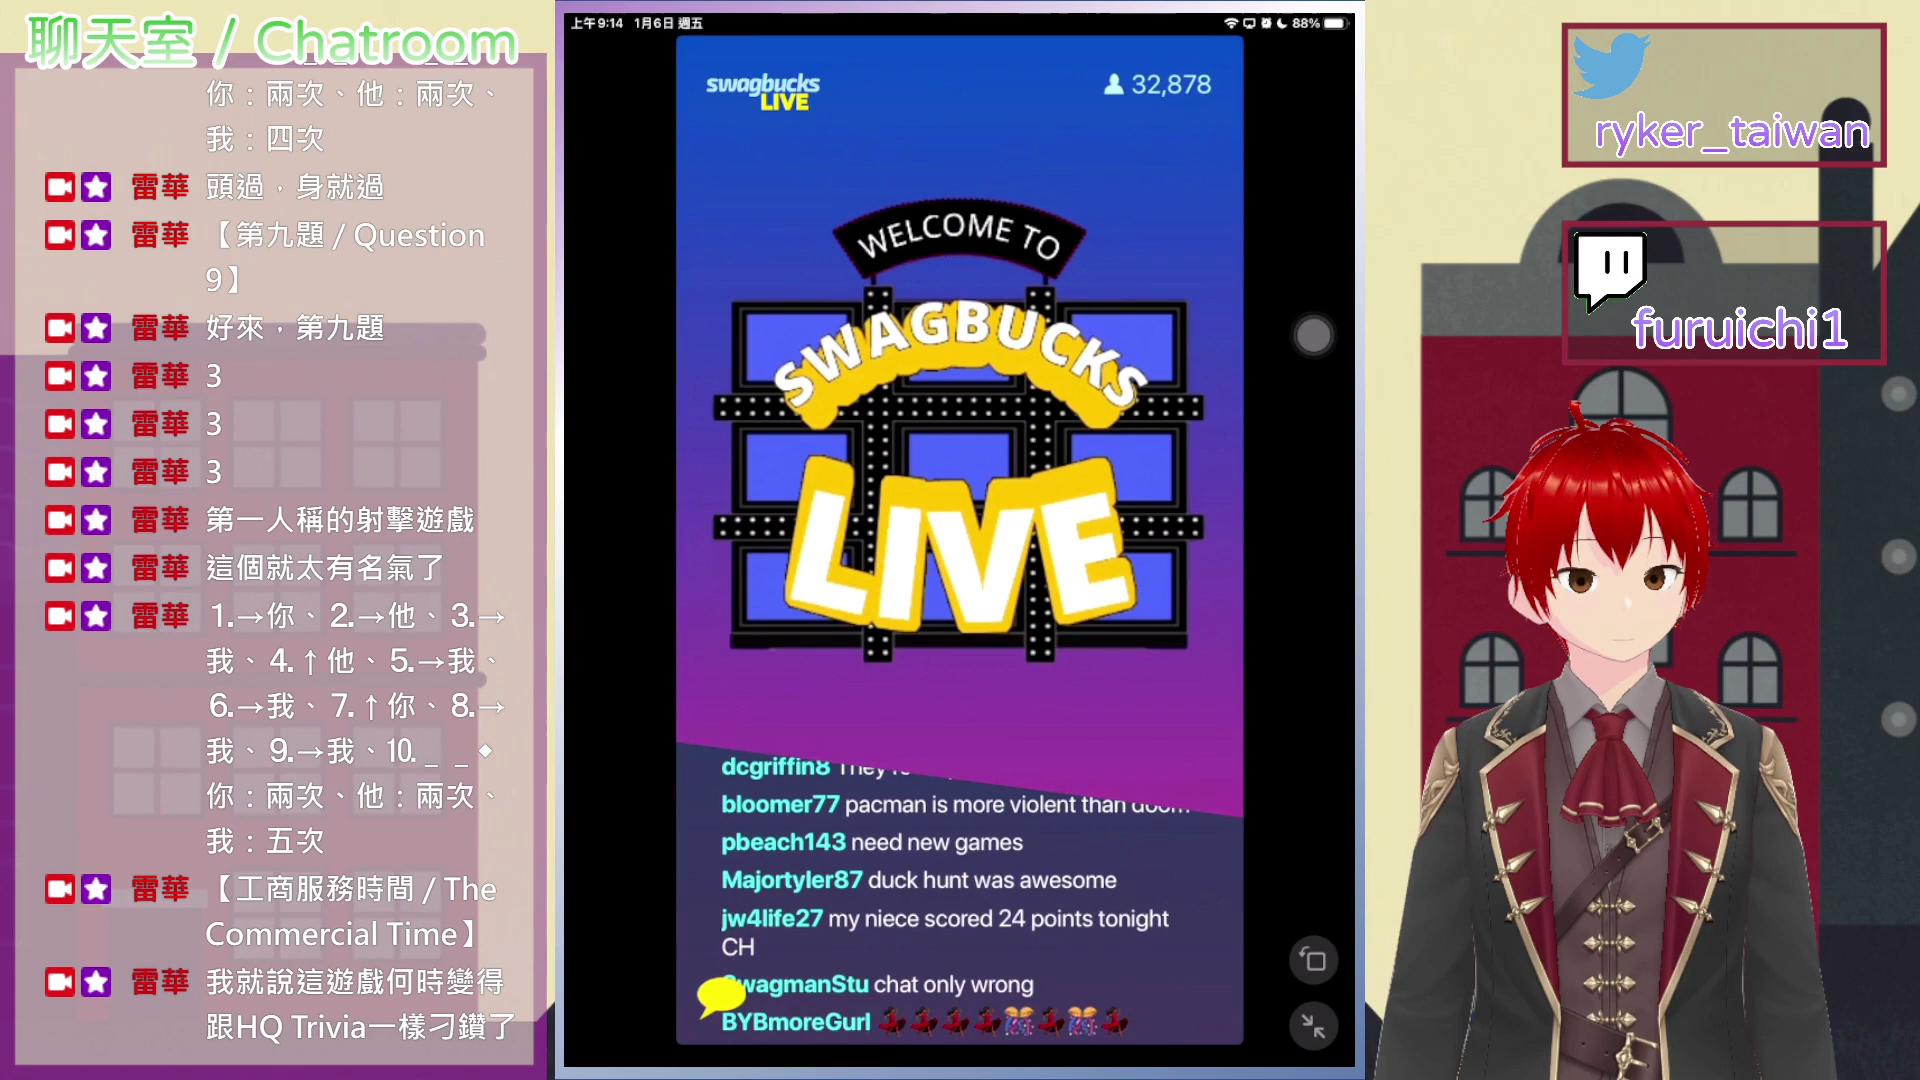 聊天室 / Chatroom
你：兩次、他：兩次、
我：四次
雷華 頭過，身就過
雷華 【第九題 / Question
9】
雷華 好來，第九題
雷華 3
雷華 3
雷華 3
雷華 第一人稱的射擊遊戲
雷華 這個就太有名氣了
雷華 1.→你、2.→他、3.→
我、4.↑他、5.→我、
6.→我、7.↑你、8.→
我、9.→我、10.＿＿◆
你：兩次、他：兩次、
我：五次
雷華 【工商服務時間 / The
Commercial Time】
雷華 我就說這遊戲何時變得
跟HQ Trivia一樣刁鑽了
上午9:14 1月6日 週五
88%
swagbucks
LIVE
32,878
WELCOME TO
SWAGBUCKS
LIVE
dcgriffin8
bloomer77 pacman is more violent than doom
pbeach143 need new games
Majortyler87 duck hunt was awesome
jw4life27 my niece scored 24 points tonight
CH
wagmanStu chat only wrong
BYBmoreGurl
ryker_taiwan
furuichi1